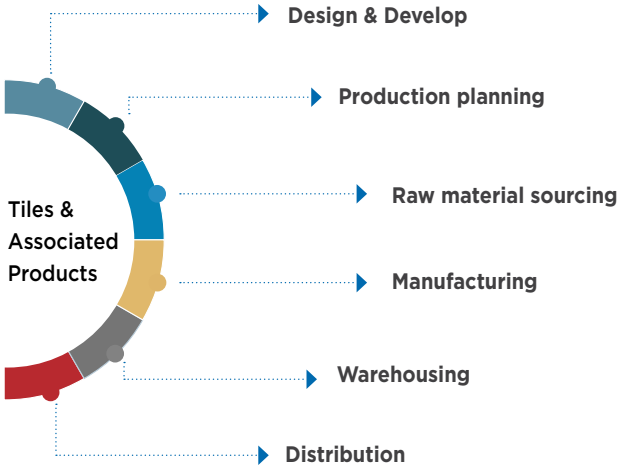 Design & Develop
Production planning
Raw material sourcing
Tiles &
Associated
Products
Manufacturing
Warehousing
Distribution